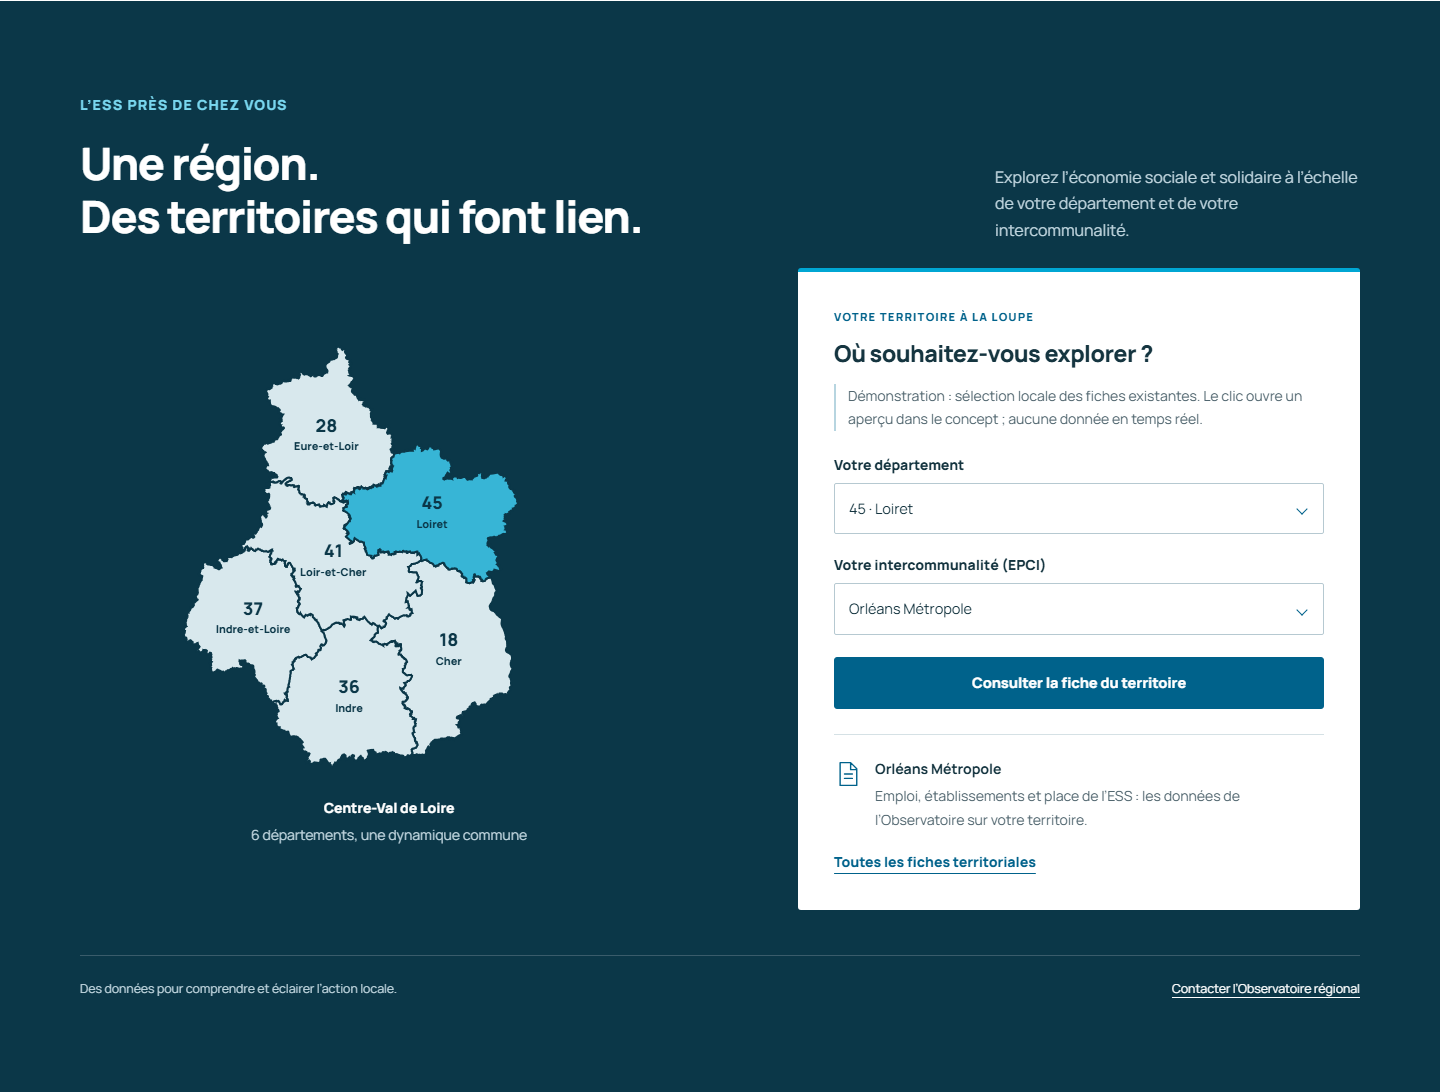 L’ESS PRÈS DE CHEZ VOUS
Une région.
Des territoires qui font lien.
Explorez l’économie sociale et solidaire à l’échelle
de votre département et de votre
intercommunalité.
28
Eure-et-Loir
45
Loiret
41
Loir-et-Cher
37
Indre-et-Loire
18
Cher
36
Indre
Centre-Val de Loire
6 départements, une dynamique commune
VOTRE TERRITOIRE À LA LOUPE
Où souhaitez-vous explorer ?
Démonstration : sélection locale des fiches existantes. Le clic ouvre un
aperçu dans le concept ; aucune donnée en temps réel.
Votre département
45 · Loiret
Votre intercommunalité (EPCI)
Orléans Métropole
Consulter la fiche du territoire
Orléans Métropole
Emploi, établissements et place de l’ESS : les données de
l’Observatoire sur votre territoire.
Toutes les fiches territoriales
Des données pour comprendre et éclairer l’action locale.
Contacter l’Observatoire régional